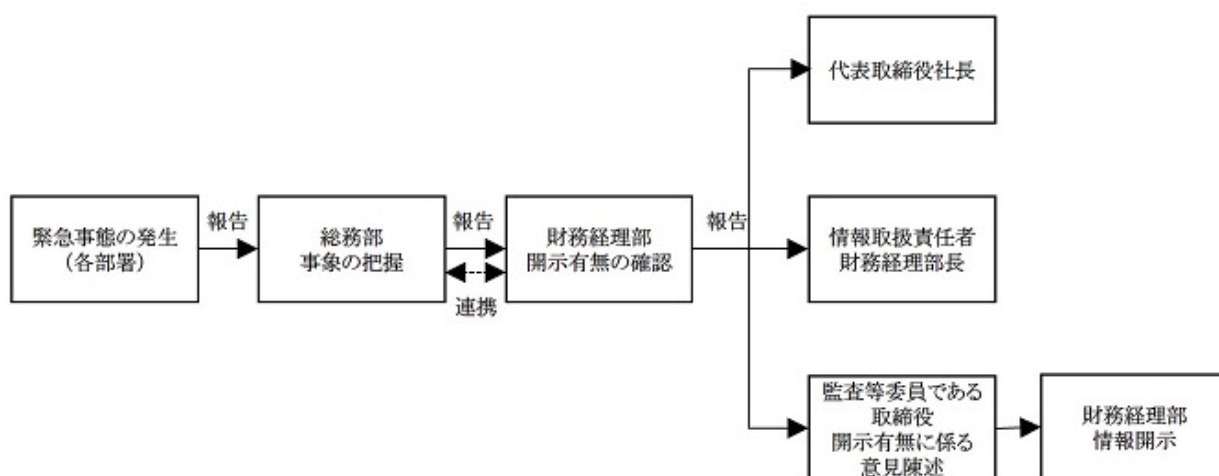 代表取締役社長
緊急事態の発生
（各部署）
報告
総務部
事象の把握
報告
連携
財務経理部
開示有無の確認
報告
情報取扱責任者
財務経理部長
監査等委員である
取締役
開示有無に係る
意見陳述
財務経理部
情報開示